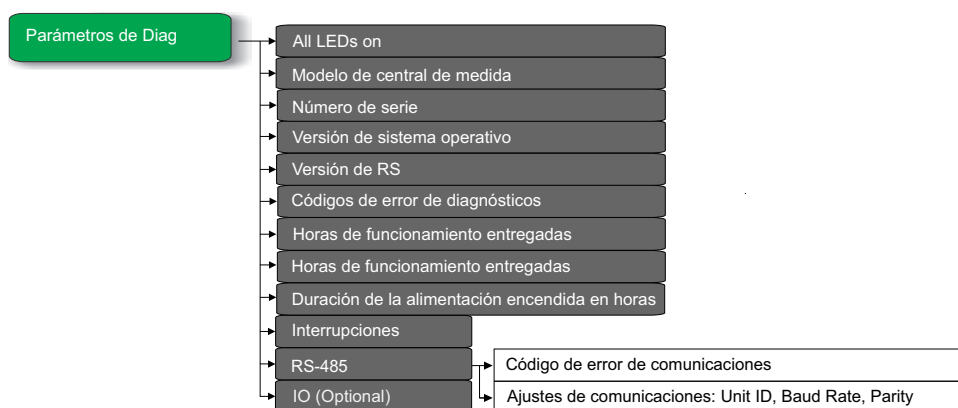 Parámetros de Diag
All LEDs on
Modelo de central de medida
Número de serie
Versión de sistema operativo
Versión de RS
Códigos de error de diagnósticos
Horas de funcionamiento entregadas
Horas de funcionamiento entregadas
Duración de la alimentación encendida en horas
Interrupciones
RS-485
Código de error de comunicaciones
IO (Optional)
Ajustes de comunicaciones: Unit ID, Baud Rate, Parity